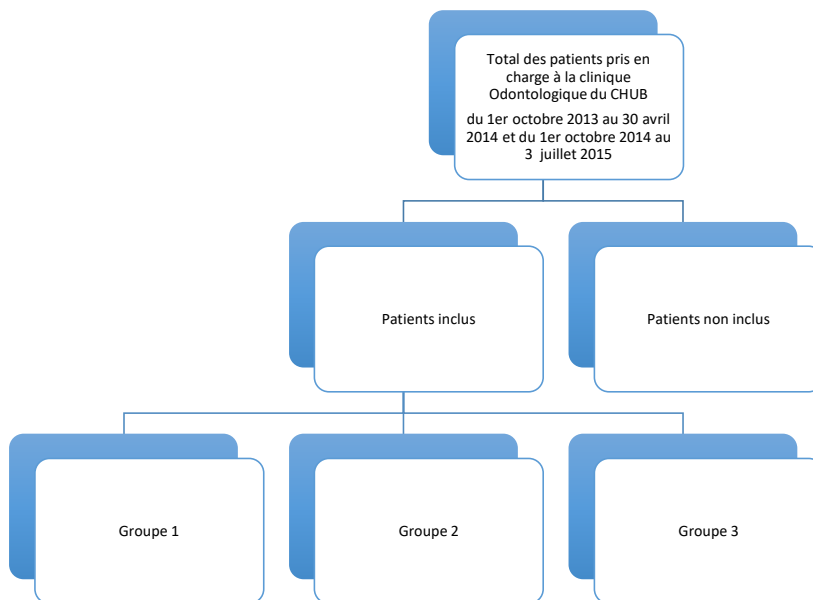 Total des patients pris en
charge à la clinique
Odontologique du CHUB
du 1er octobre 2013 au 30 avril
2014 et du 1er octobre 2014 au
3 juillet 2015
Patients inclus
Patients non inclus
Groupe 1
Groupe 2
Groupe 3